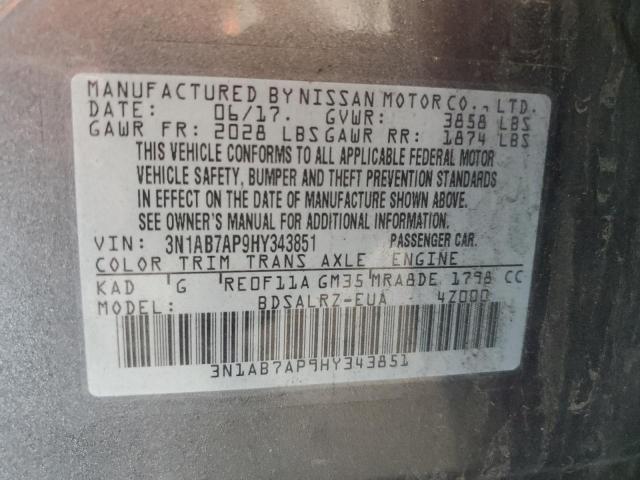 MANUFACTURED BY NISSAN MOTOR CO., LTD.
DATE: 06/17. GVWR: 3858 LBS
GAWR FR: 2028 LBS GAWR RR: 1874 LBS
THIS VEHICLE CONFORMS TO ALL APPLICABLE FEDERAL MOTOR
VEHICLE SAFETY, BUMPER AND THEFT PREVENTION STANDARDS
IN EFFECT ON THE DATE OF MANUFACTURE SHOWN ABOVE.
SEE OWNER'S MANUAL FOR ADDITIONAL INFORMATION.
VIN: 3N1AB7AP9HY343851 PASSENGER CAR.
COLOR TRIM TRANS AXLE ENGINE
KAD G RE0F11A GM35 MRA8DE 1798 CC
MODEL: BDSALRZ-EUA 4Z000
3N1AB7AP9HY343851